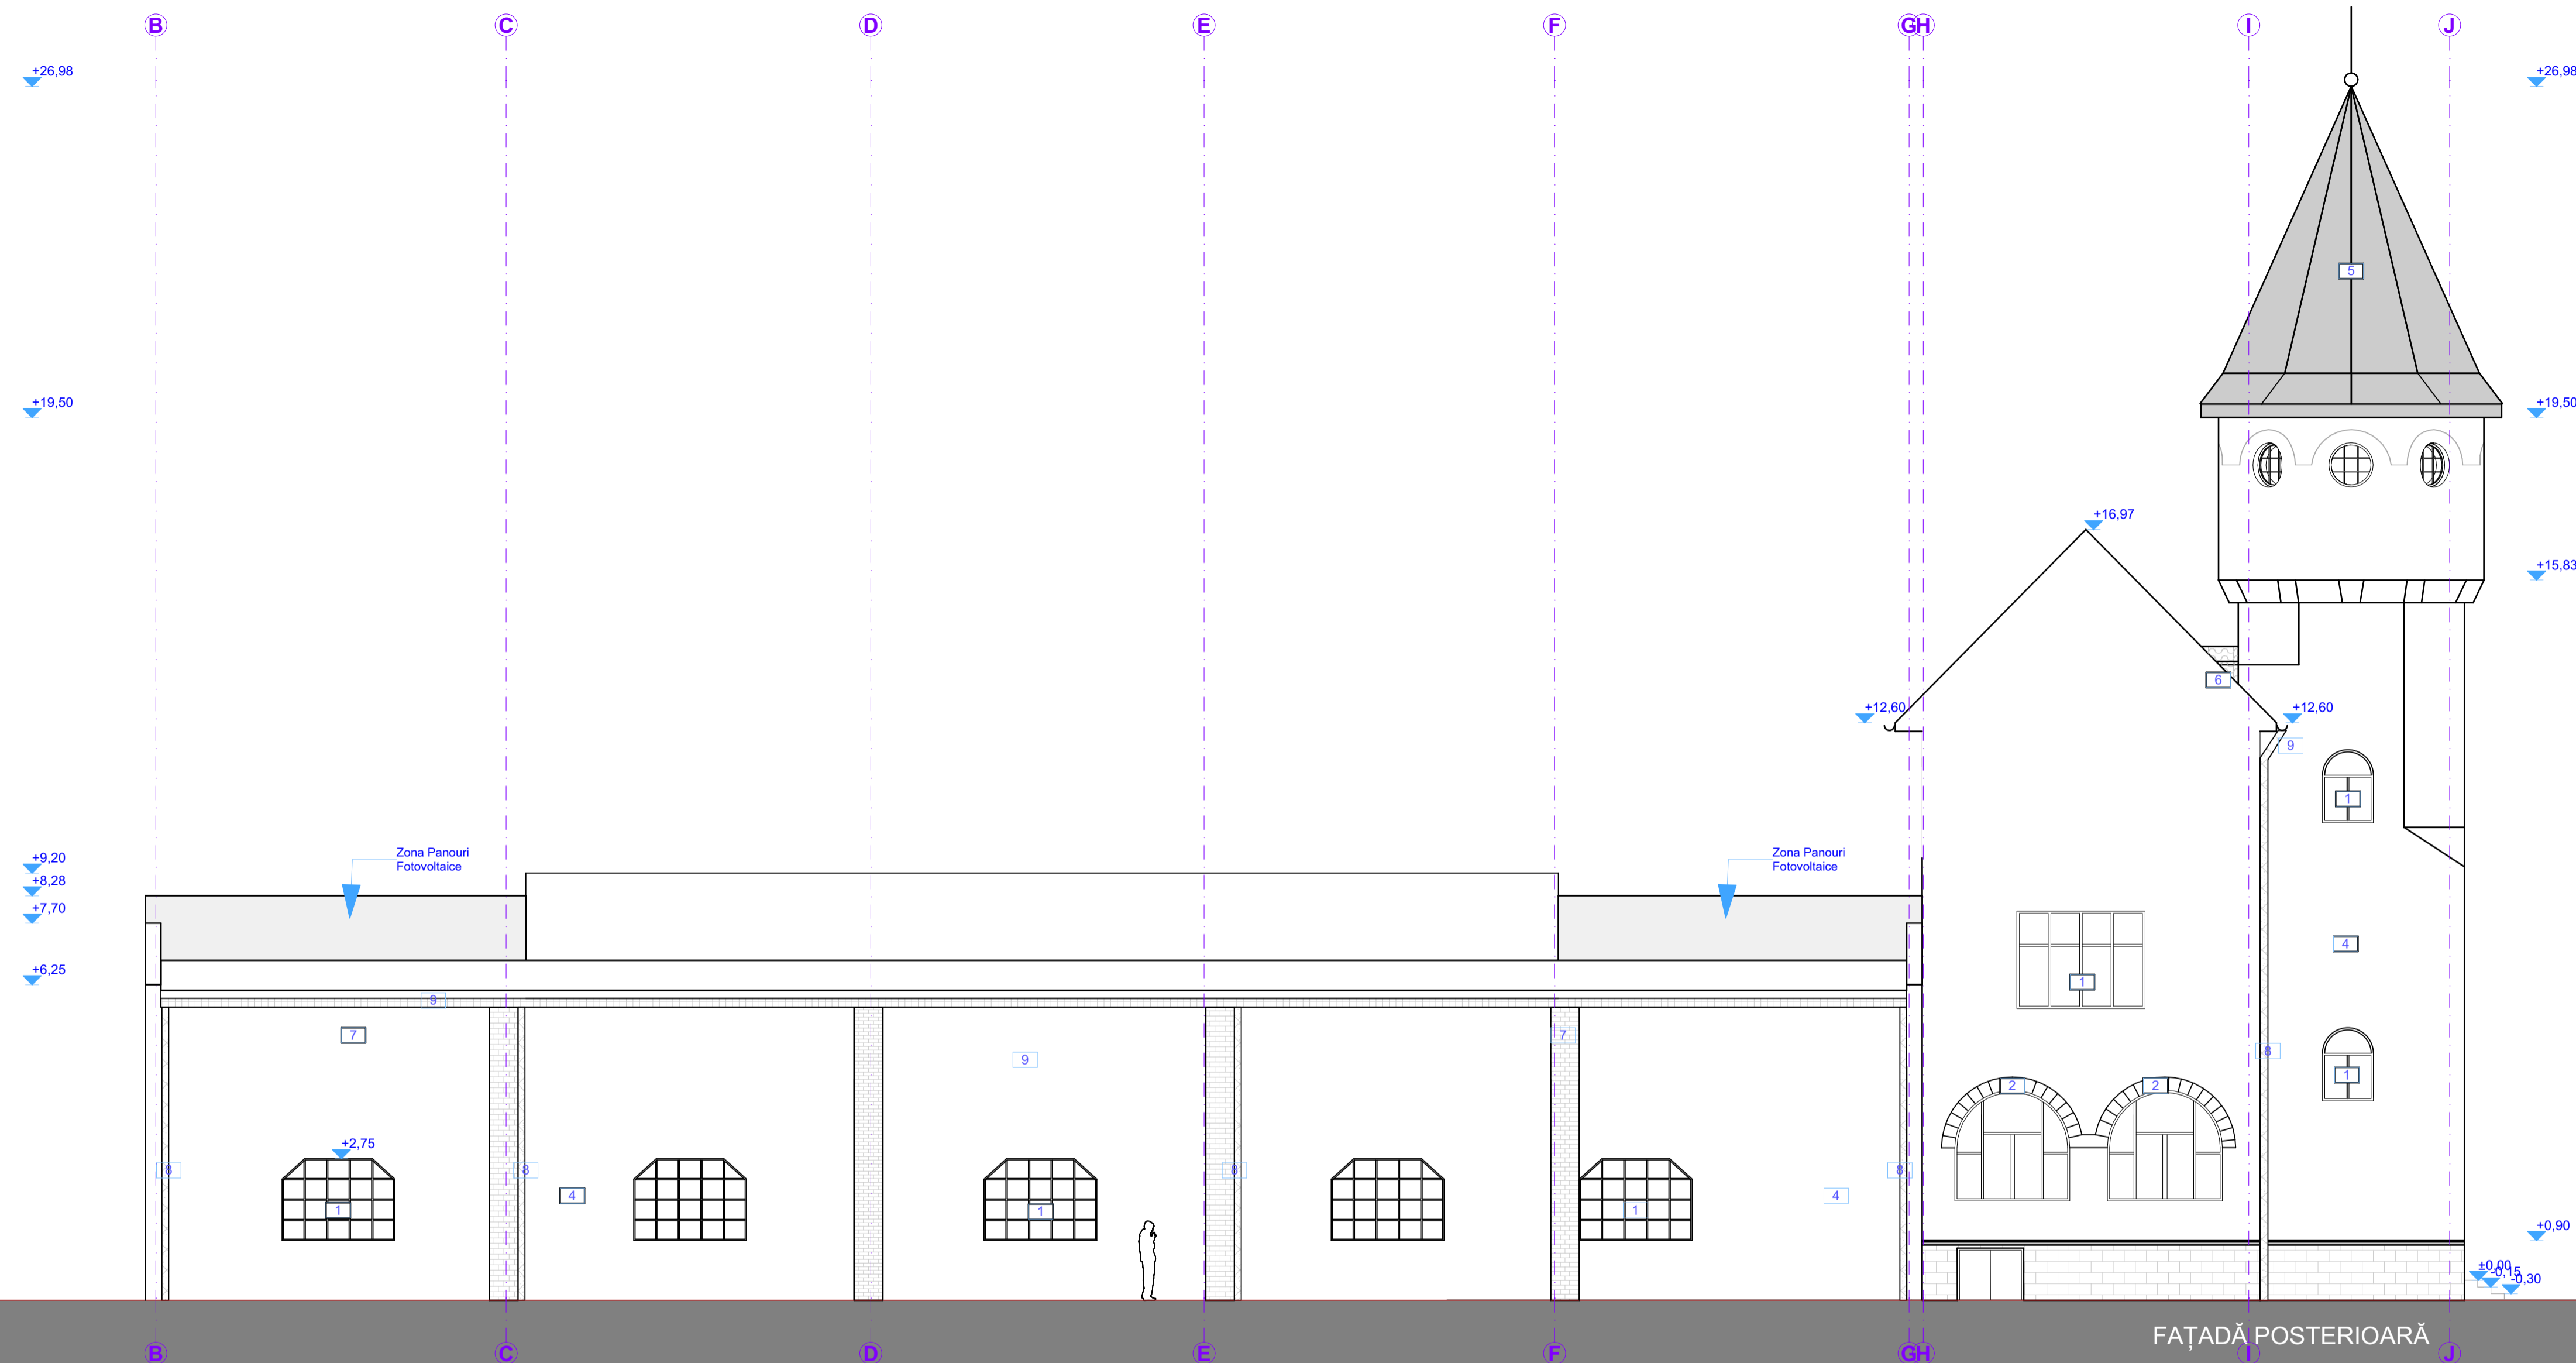 B C D E F G H I J
+26,98 +26,98
5
+19,50 +19,50
+16,97
+15,83
6
+12,60 +12,60
9
1
Zona Panouri
Fotovoltaice
Zona Panouri
Fotovoltaice
+9,20
+8,28
+7,70
4
+6,25
1
9
7 7
9 8
1
2 2
+2,75
8 8 8 8
4 4
1 1 1
+0,90
±0,00
-0,15
-0,30
FAȚADĂ POSTERIOARĂ
B C D E F G H I J